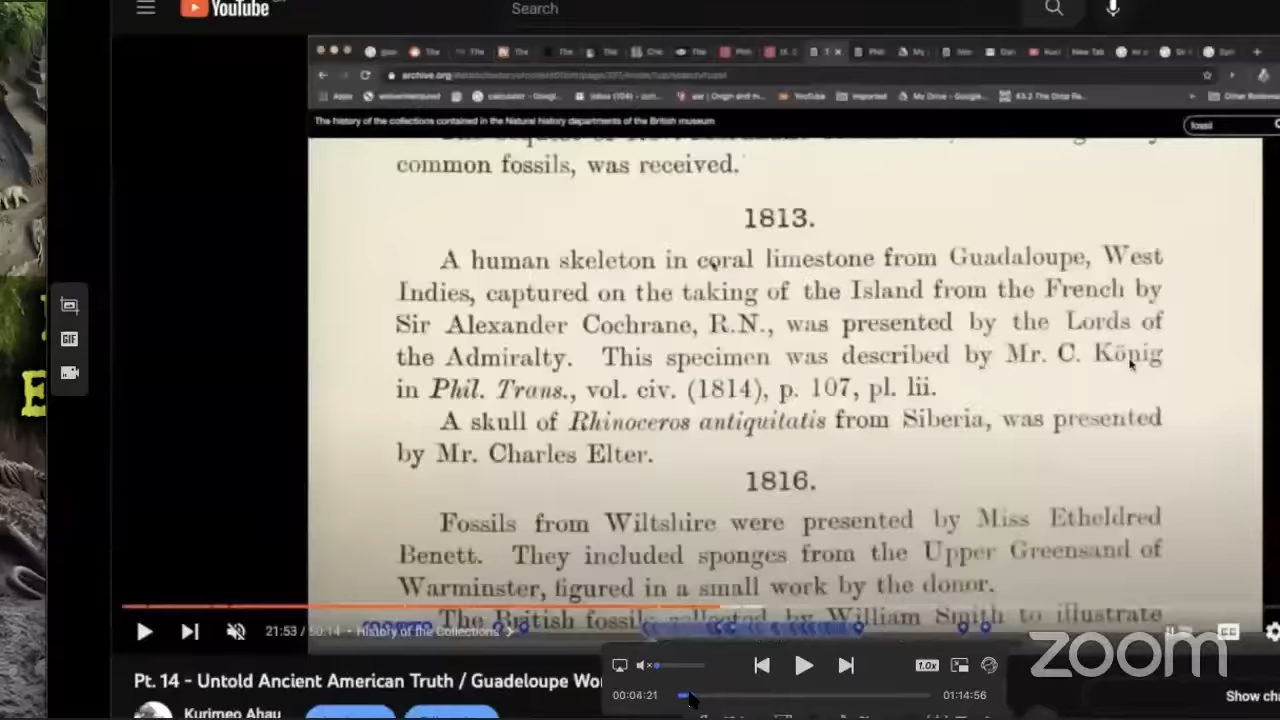 YouTube
Search
archive.org
The history of the collections contained in the Natural history departments of the British museum
fossil
common fossils, was received.
1813.
A human skeleton in coral limestone from Guadaloupe, West
Indies, captured on the taking of the Island from the French by
Sir Alexander Cochrane, R.N., was presented by the Lords of
the Admiralty. This specimen was described by Mr. C. König
in Phil. Trans., vol. civ. (1814), p. 107, pl. lii.
A skull of Rhinoceros antiquitatis from Siberia, was presented
by Mr. Charles Elter.
1816.
Fossils from Wiltshire were presented by Miss Etheldred
Benett. They included sponges from the Upper Greensand of
Warminster, figured in a small work by the donor.
The British fossils collected by William Smith to illustrate
GIF
21:53 / 50:14 • History of the Collections
CC
zoom
1.0x
00:04:21
01:14:56
Pt. 14 - Untold Ancient American Truth / Guadeloupe
Show
Kurimeo Ahau